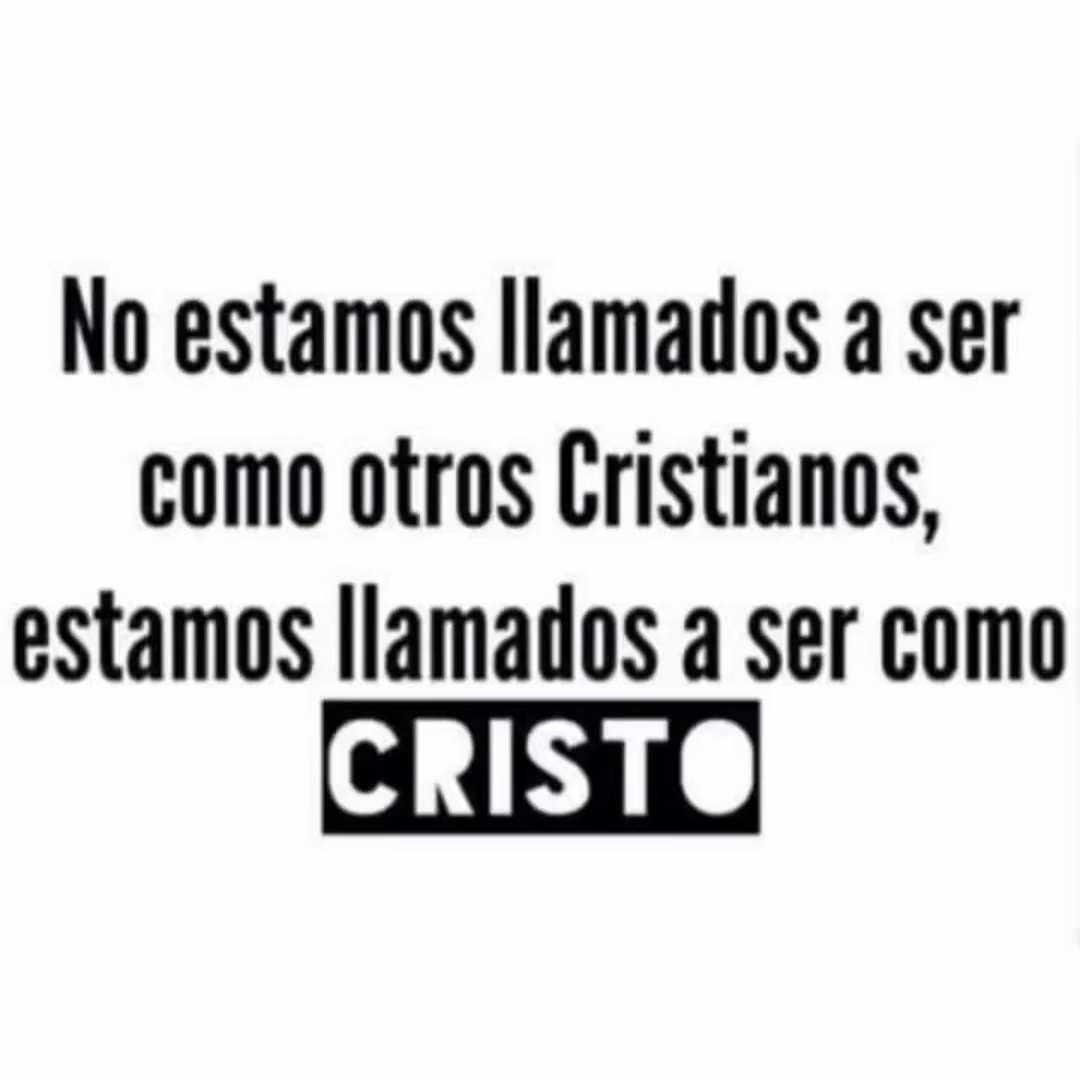 No estamos llamados a ser
como otros Cristianos,
estamos llamados a ser como
CRISTO